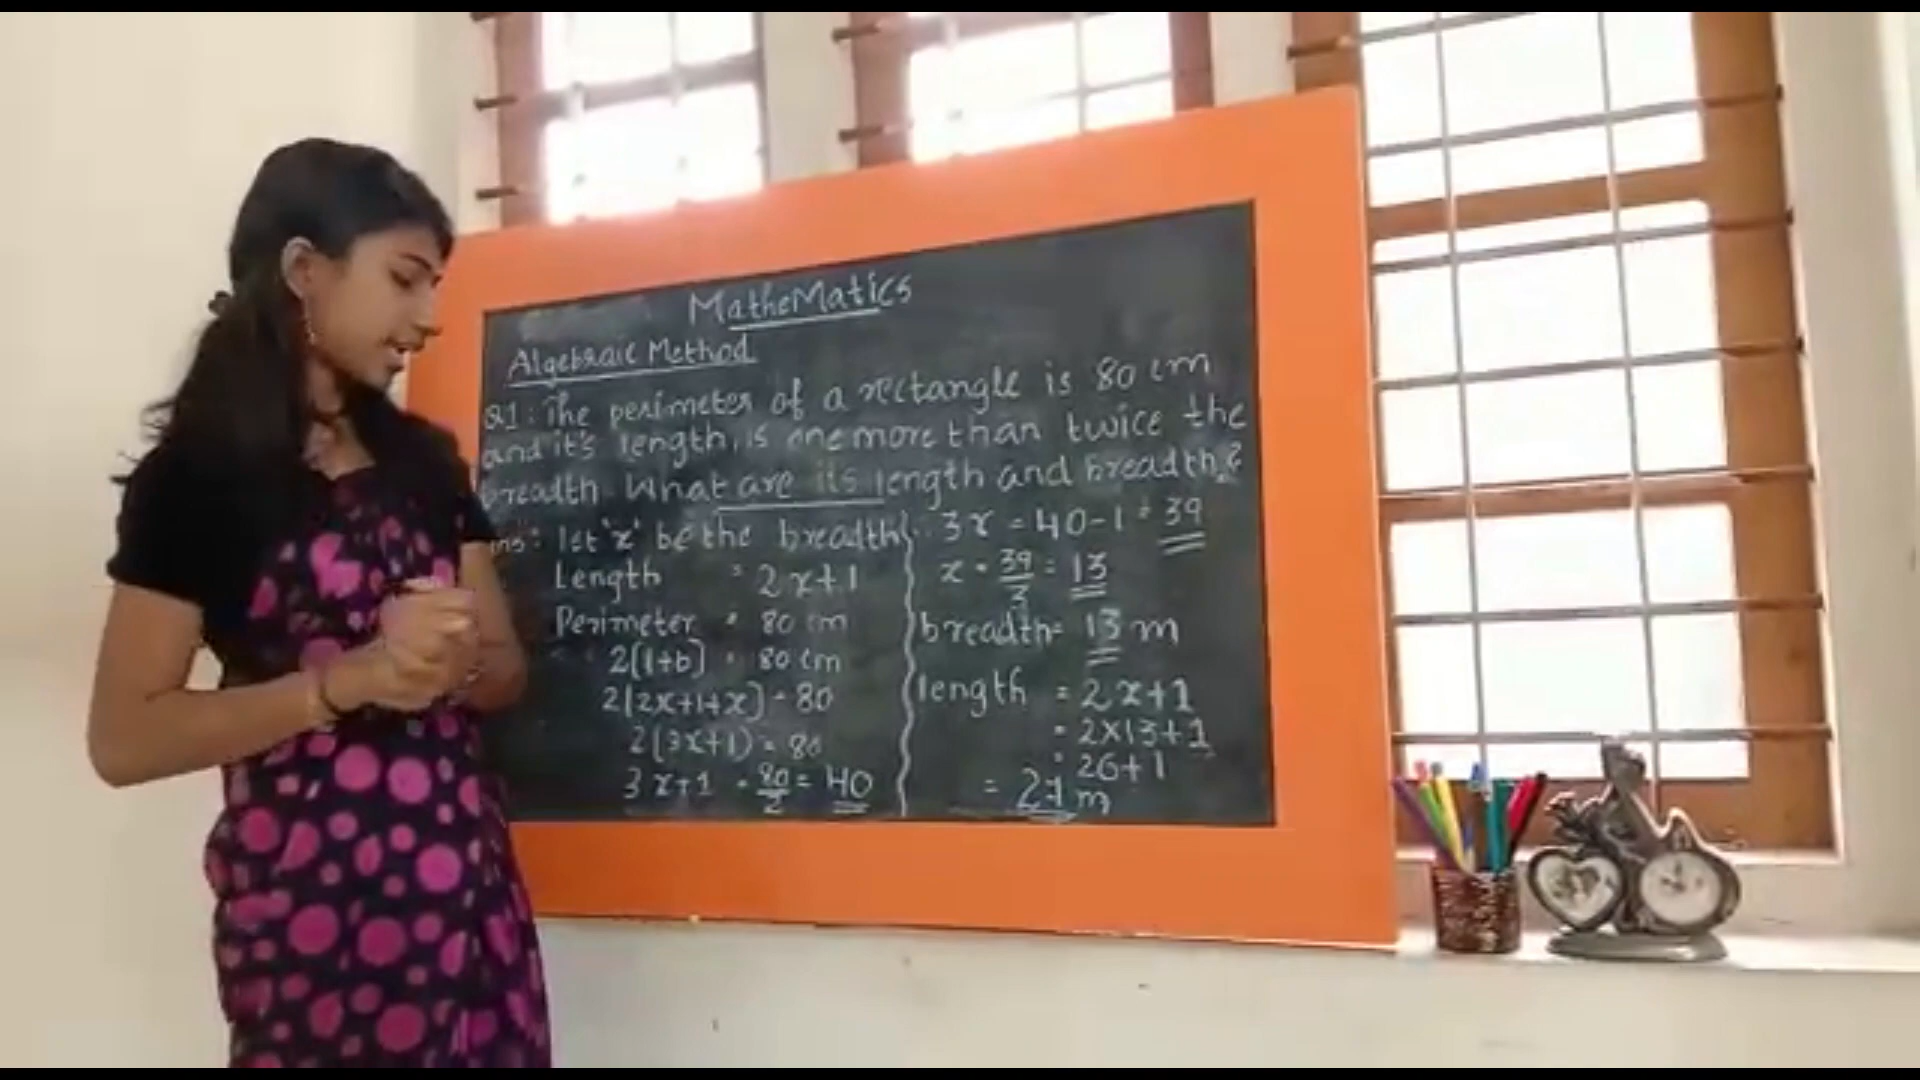 MatheMatics
Algebraic Method
Q1: The perimeter of a rectangle is 80 cm
and it's length, is one more than twice the
breadth. What are its length and breadth?
ns: let 'x' be the breadth
Length = 2x+1
Perimeter = 80 cm
2(l+b) = 80 cm
2(2x+1+x) = 80
2(3x+1) = 80
3x+1 = 80/2 = 40
∴ 3x = 40-1 = 39
x = 39/3 = 13
breadth = 13 m
length = 2x+1
= 2x13+1
= 26+1
= 27 m